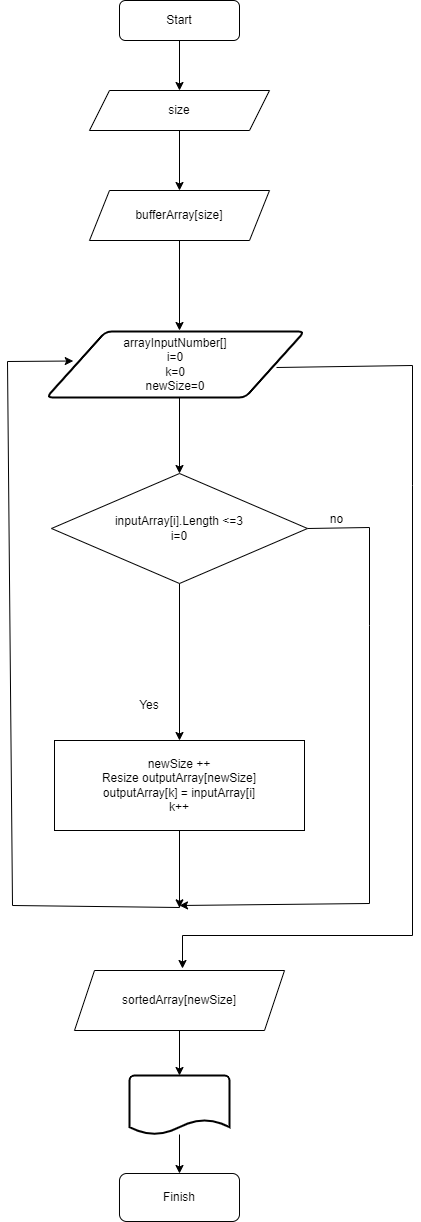 Start
size
bufferArray[size]
arrayInputNumber[]
i=0
k=0
newSize=0
inputArray[i].Length <=3
i=0
no
Yes
newSize ++
Resize outputArray[newSize]
outputArray[k] = inputArray[i]
k++
sortedArray[newSize]
Finish